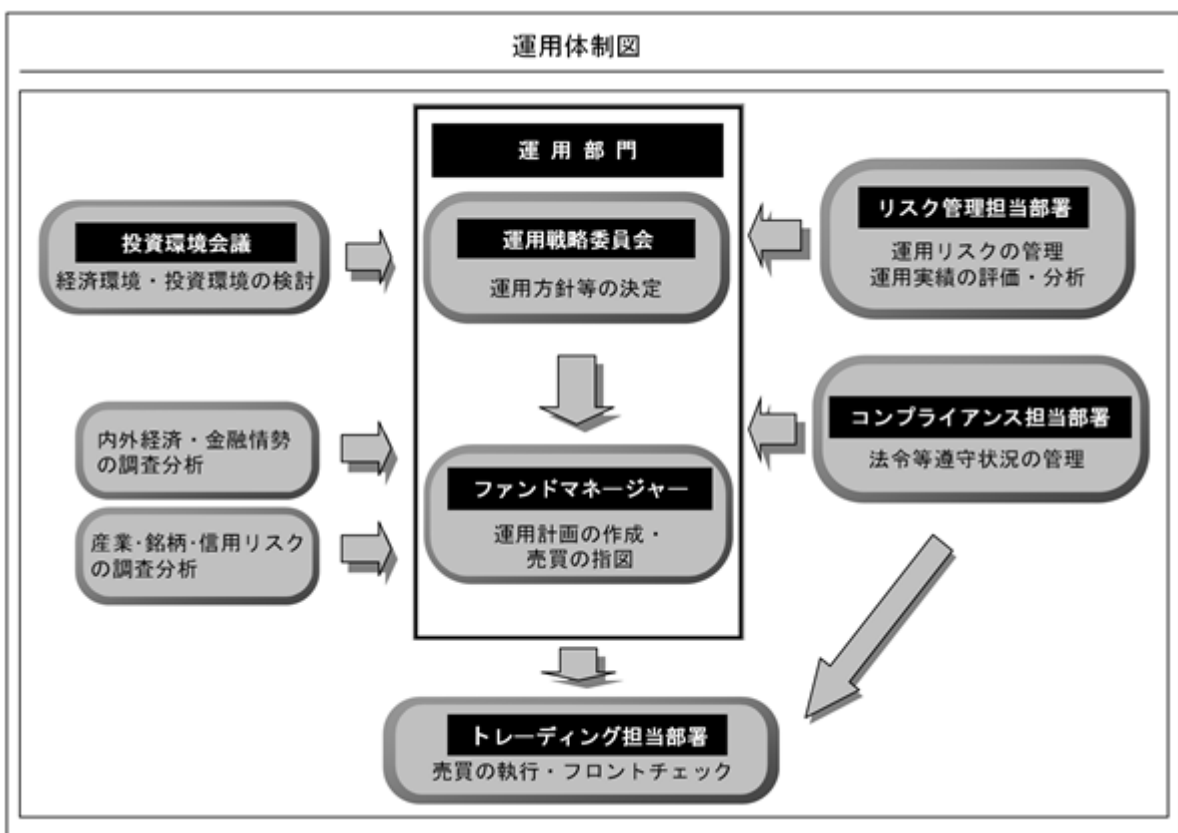 運用体制図
運用部門
投資環境会議
経済環境・投資環境の検討
運用戦略委員会
運用方針等の決定
リスク管理担当部署
運用リスクの管理
運用実績の評価・分析
内外経済・金融情勢
の調査分析
産業・銘柄・信用リスク
の調査分析
ファンドマネージャー
運用計画の作成・
売買の指図
コンプライアンス担当部署
法令等遵守状況の管理
トレーディング担当部署
売買の執行・フロントチェック